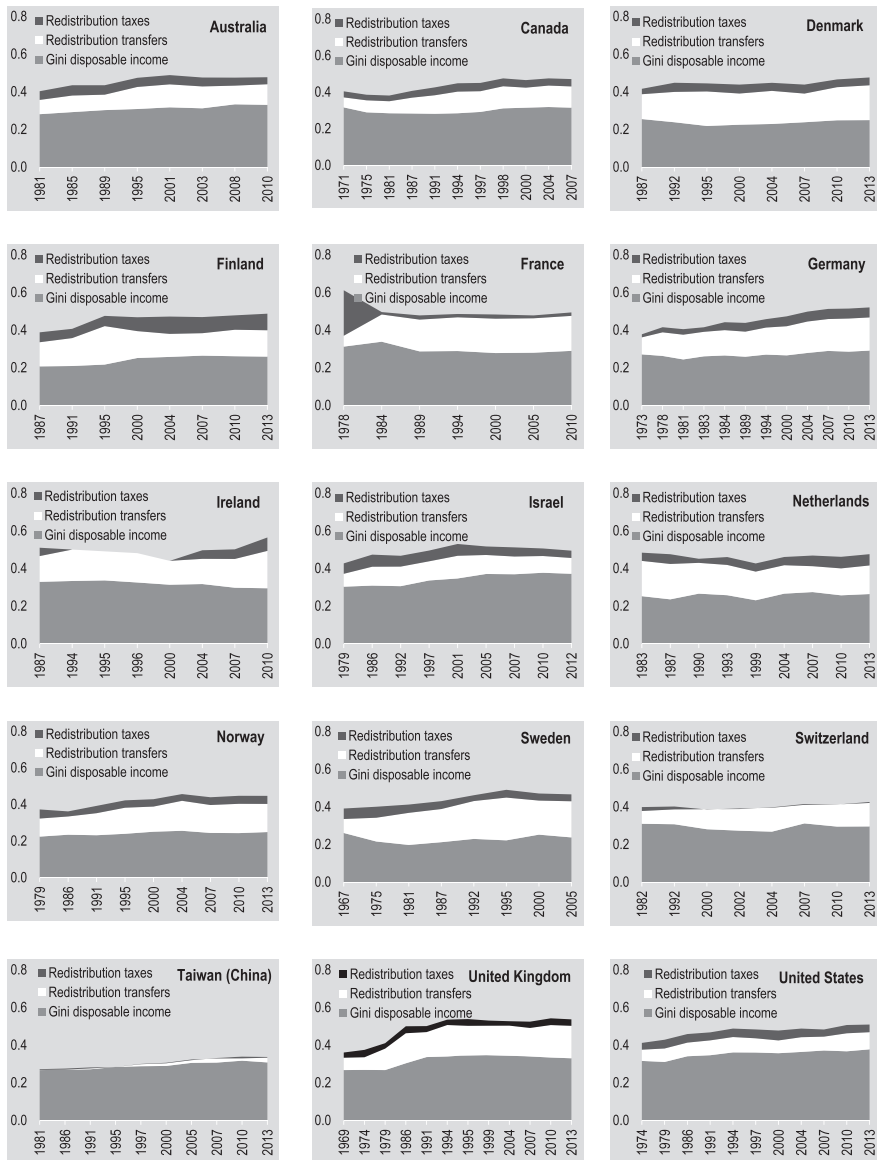 0.8
Redistribution taxes
Australia
Redistribution transfers
0.6
Gini disposable income
0.4
0.2
0.0
1981 1985 1989 1995 2001 2003 2008 2010
0.8
Redistribution taxes
Canada
Redistribution transfers
0.6
Gini disposable income
0.4
0.2
0.0
1971 1975 1981 1987 1991 1994 1997 1998 2000 2004 2007
0.8
Redistribution taxes
Denmark
Redistribution transfers
0.6
Gini disposable income
0.4
0.2
0.0
1987 1992 1995 2000 2004 2007 2010 2013
0.8
Redistribution taxes
Finland
Redistribution transfers
0.6
Gini disposable income
0.4
0.2
0.0
1987 1991 1995 2000 2004 2007 2010 2013
0.8
Redistribution taxes
France
Redistribution transfers
0.6
Gini disposable income
0.4
0.2
0.0
1978 1984 1989 1994 2000 2005 2010
0.8
Redistribution taxes
Germany
Redistribution transfers
0.6
Gini disposable income
0.4
0.2
0.0
1973 1978 1981 1983 1984 1989 1994 2000 2004 2007 2010 2013
0.8
Redistribution taxes
Ireland
Redistribution transfers
0.6
Gini disposable income
0.4
0.2
0.0
1987 1994 1995 1996 2000 2004 2007 2010
0.8
Redistribution taxes
Israel
Redistribution transfers
0.6
Gini disposable income
0.4
0.2
0.0
1979 1986 1992 1997 2001 2005 2007 2010 2012
0.8
Redistribution taxes
Netherlands
Redistribution transfers
0.6
Gini disposable income
0.4
0.2
0.0
1983 1987 1990 1993 1999 2004 2007 2010 2013
0.8
Redistribution taxes
Norway
Redistribution transfers
0.6
Gini disposable income
0.4
0.2
0.0
1979 1986 1991 1995 2000 2004 2007 2010 2013
0.8
Redistribution taxes
Sweden
Redistribution transfers
0.6
Gini disposable income
0.4
0.2
0.0
1967 1975 1981 1987 1992 1995 2000 2005
0.8
Redistribution taxes
Switzerland
Redistribution transfers
0.6
Gini disposable income
0.4
0.2
0.0
1982 1992 2000 2002 2004 2007 2010 2013
0.8
Redistribution taxes
Taiwan (China)
Redistribution transfers
0.6
Gini disposable income
0.4
0.2
0.0
1981 1986 1991 1995 1997 2000 2005 2007 2010 2013
0.8
Redistribution taxes
United Kingdom
Redistribution transfers
0.6
Gini disposable income
0.4
0.2
0.0
1969 1974 1979 1986 1991 1994 1995 1999 2004 2007 2010 2013
0.8
Redistribution taxes
United States
Redistribution transfers
0.6
Gini disposable income
0.4
0.2
0.0
1974 1979 1986 1991 1994 1997 2000 2004 2007 2010 2013